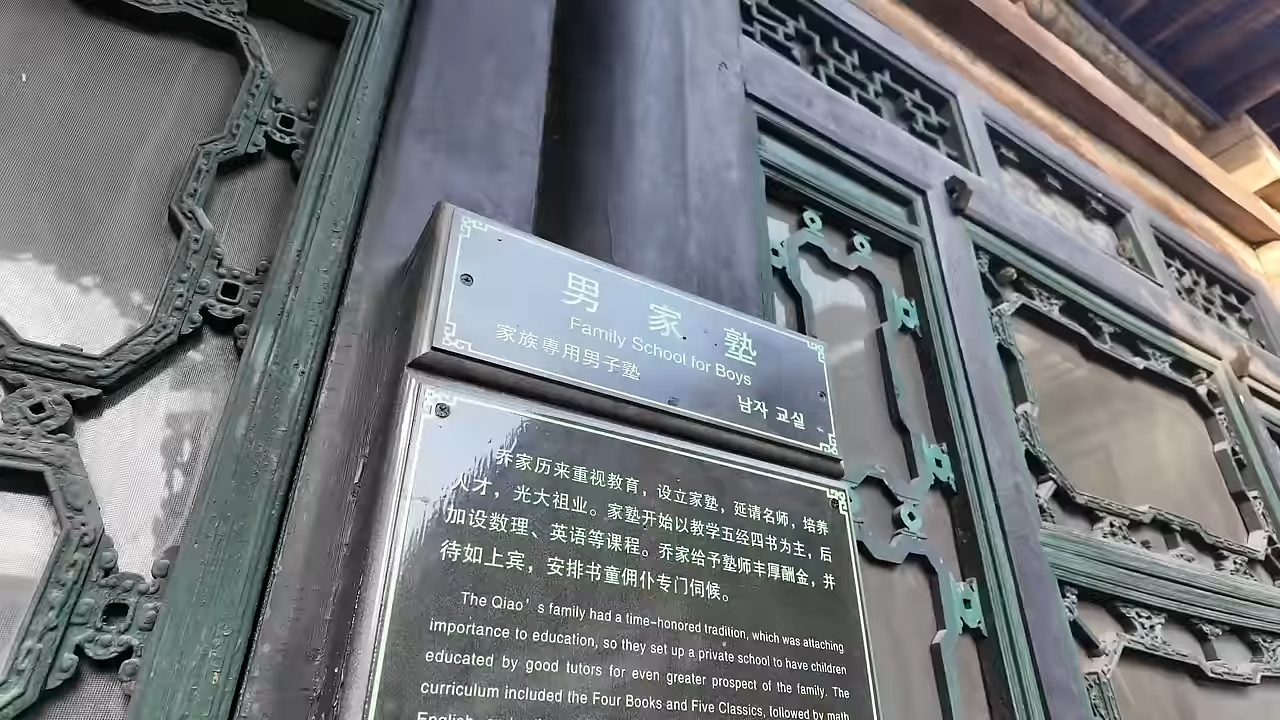 男家塾
Family School for Boys
家族専用男子塾
남자 교실
乔家历来重视教育，设立家塾，延请名师，培养
人才，光大祖业。家塾开始以教学五经四书为主，后
加设数理、英语等课程。乔家给予塾师丰厚酬金，并
待如上宾，安排书童佣仆专门伺候。
The Qiao's family had a time-honored tradition, which was attaching
importance to education, so they set up a private school to have children
educated by good tutors for even greater prospect of the family. The
curriculum included the Four Books and Five Classics, followed by math
English